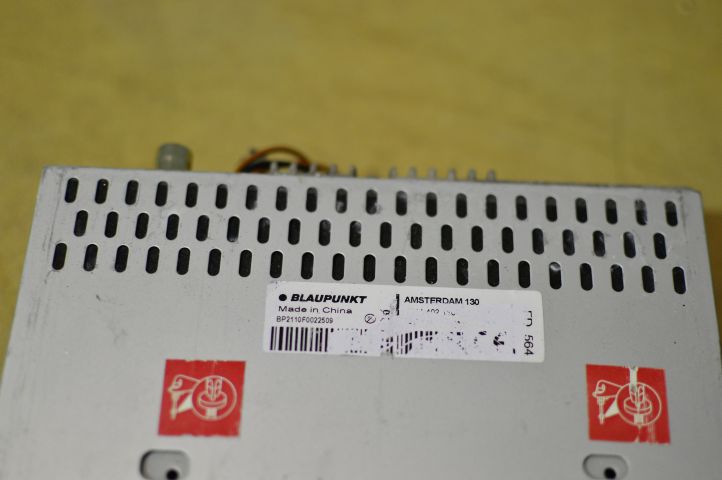 BLAUPUNKT
Made in China
BP2110F0022509
AMSTERDAM 130
564